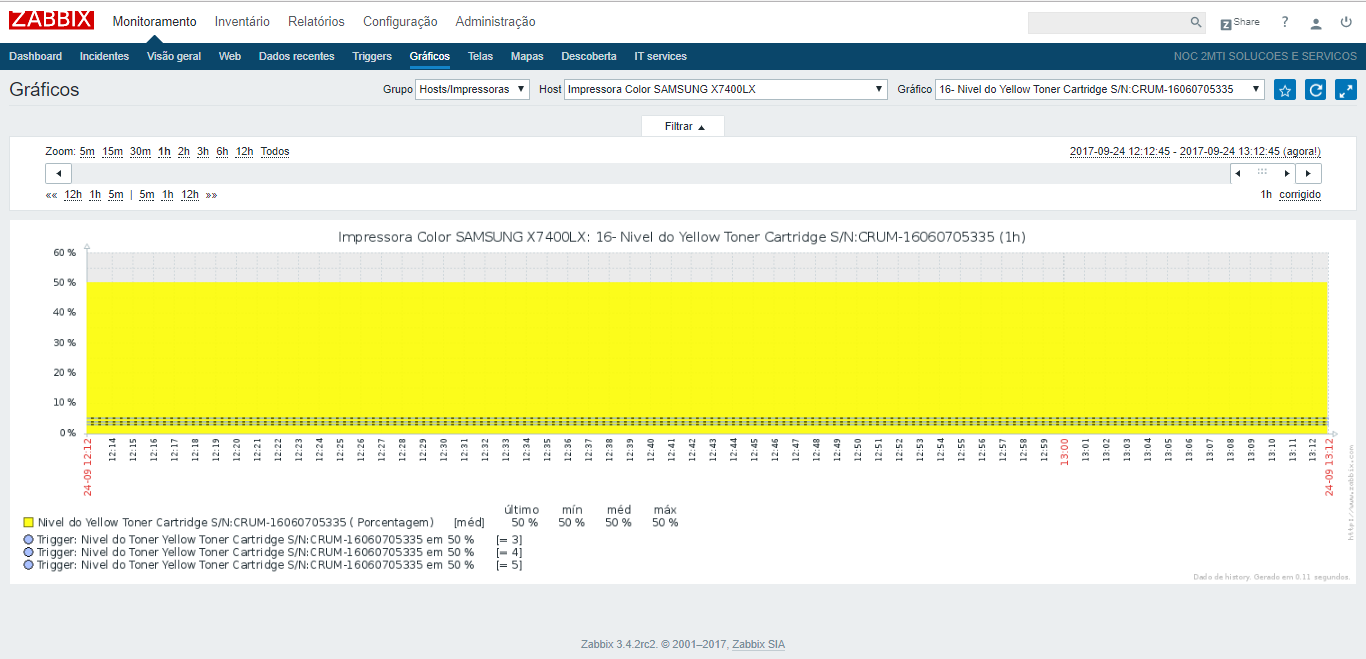 ZABBIX Monitoramento Inventário Relatórios Configuração Administração Z Share ?
Dashboard Incidentes Visão geral Web Dados recentes Triggers Gráficos Telas Mapas Descoberta IT services NOC 2MTI SOLUCOES E SERVICOS
Gráficos Grupo Hosts/Impressoras Host Impressora Color SAMSUNG X7400LX Gráfico 16- Nivel do Yellow Toner Cartridge S/N:CRUM-16060705335
Filtrar
Zoom: 5m 15m 30m 1h 2h 3h 6h 12h Todos 2017-09-24 12:12:45 - 2017-09-24 13:12:45 (agora!)
«« 12h 1h 5m | 5m 1h 12h »» 1h corrigido
Impressora Color SAMSUNG X7400LX: 16- Nivel do Yellow Toner Cartridge S/N:CRUM-16060705335 (1h)
60 %
50 %
40 %
30 %
20 %
10 %
0 %
24-09 12:12 12:14 12:15 12:16 12:17 12:18 12:19 12:20 12:21 12:22 12:23 12:24 12:25 12:26 12:27 12:28 12:29 12:30 12:31 12:32 12:33 12:34 12:35 12:36 12:37 12:38 12:39 12:40 12:41 12:42 12:43 12:44 12:45 12:46 12:47 12:48 12:49 12:50 12:51 12:52 12:53 12:54 12:55 12:56 12:57 12:58 12:59 13:00 13:01 13:02 13:03 13:04 13:05 13:06 13:07 13:08 13:09 13:10 13:11 13:12 24-09 13:12
http://www.zabbix.com
último mín méd máx
Nivel do Yellow Toner Cartridge S/N:CRUM-16060705335 ( Porcentagem) [méd] 50 % 50 % 50 % 50 %
Trigger: Nivel do Toner Yellow Toner Cartridge S/N:CRUM-16060705335 em 50 % [= 3]
Trigger: Nivel do Toner Yellow Toner Cartridge S/N:CRUM-16060705335 em 50 % [= 4]
Trigger: Nivel do Toner Yellow Toner Cartridge S/N:CRUM-16060705335 em 50 % [= 5]
Dado de history. Gerado em 0.11 segundos.
Zabbix 3.4.2rc2. © 2001–2017, Zabbix SIA